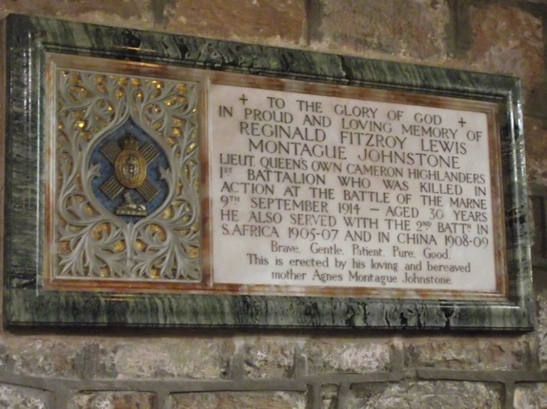 + TO THE GLORY OF GOD +
IN PROUD AND LOVING MEMORY OF
REGINALD FITZROY LEWIS
MONTAGUE JOHNSTONE
LIEUT. QUEEN'S OWN CAMERON HIGHLANDERS
1ST BATTALION WHO WAS KILLED IN
ACTION AT THE BATTLE OF THE MARNE
9TH SEPTEMBER 1914 – AGED 30 YEARS
HE ALSO SERVED WITH THE 2ND BATTN IN
S.AFRICA 1905-07 AND IN CHINA 1908-09
Brave. Gentle. Patient. Pure. Good.
This is erected by his loving and bereaved
mother Agnes Montague Johnstone.